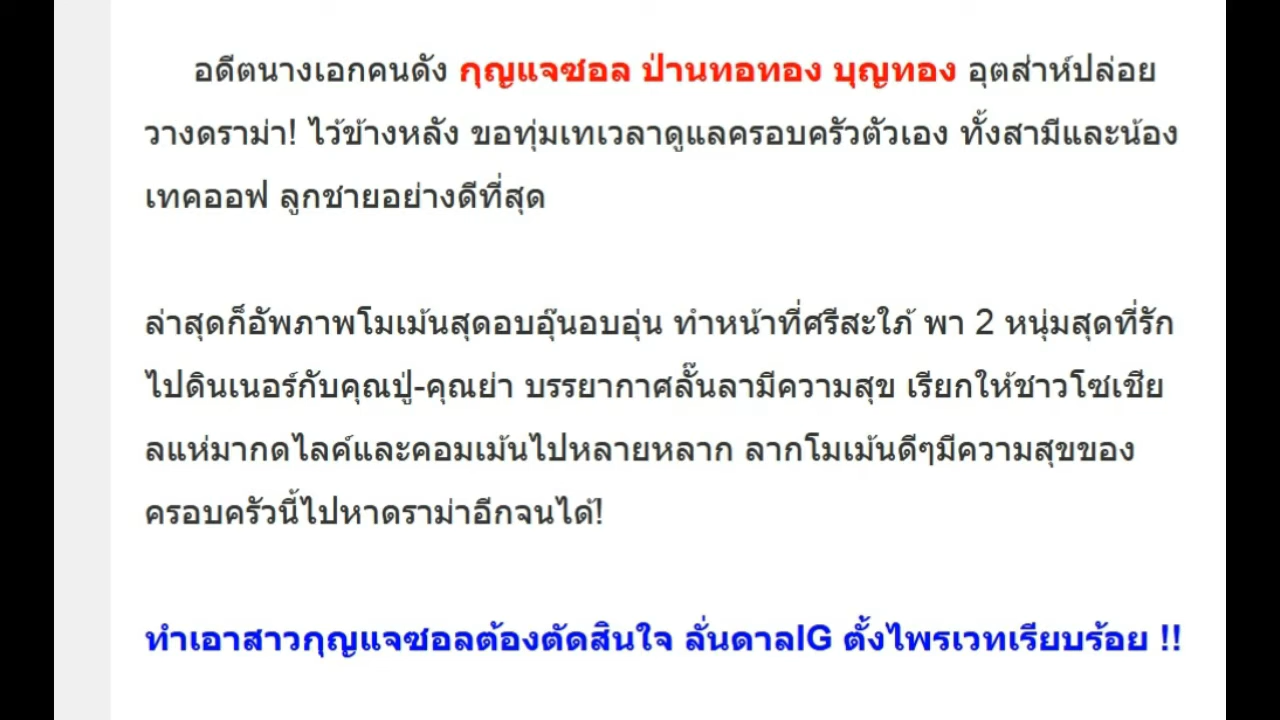 อดีตนางเอกคนดัง กุญแจซอล ป่านทอทอง บุญทอง อุตส่าห์ปล่อย
วางดราม่า! ไว้ข้างหลัง ขอทุ่มเทเวลาดูแลครอบครัวตัวเอง ทั้งสามีและน้อง
เทคออฟ ลูกชายอย่างดีที่สุด
ล่าสุดก็อัพภาพโมเม้นสุดอบอุ๊นอบอุ่น ทำหน้าที่ศรีสะใภ้ พา 2 หนุ่มสุดที่รัก
ไปดินเนอร์กับคุณปู่-คุณย่า บรรยากาศลั๊นลามีความสุข เรียกให้ชาวโซเชีย
ลแห่มากดไลค์และคอมเม้นไปหลายหลาก ลากโมเม้นดีๆมีความสุขของ
ครอบครัวนี้ไปหาดราม่าอีกจนได้!
ทำเอาสาวกุญแจซอลต้องตัดสินใจ ลั่นดาลIG ตั้งไพรเวทเรียบร้อย !!